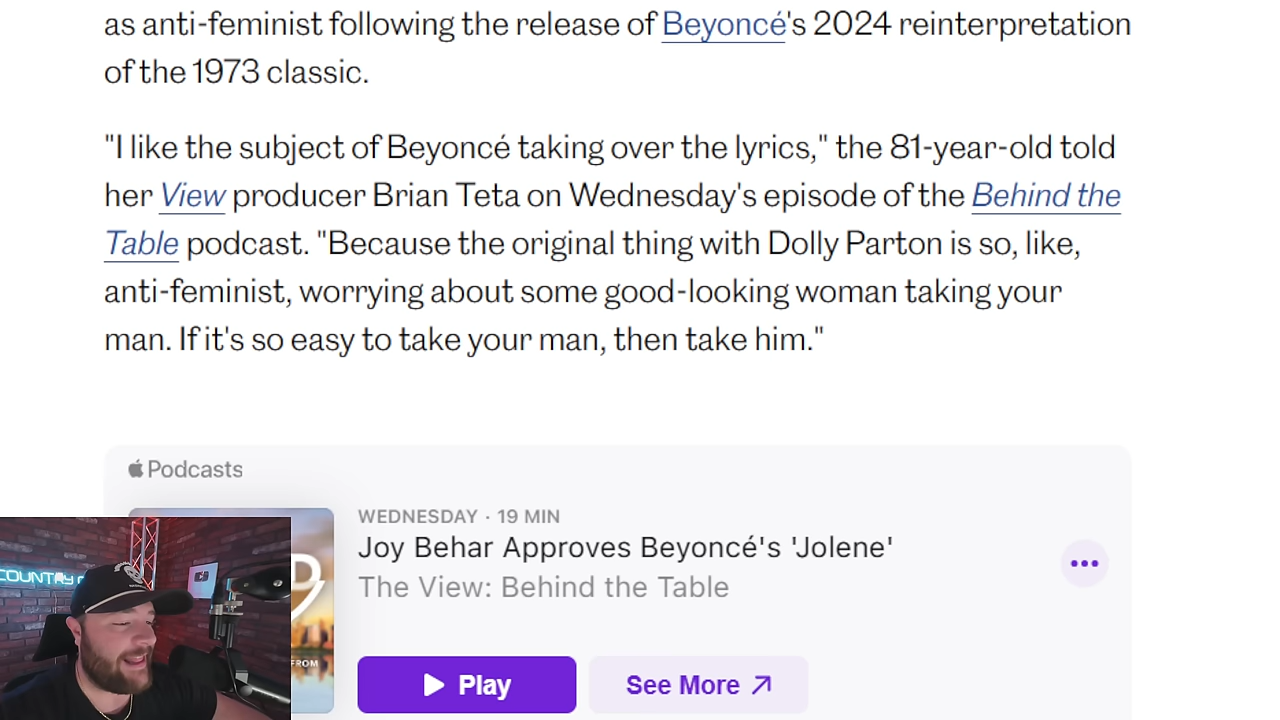 as anti-feminist following the release of Beyoncé's 2024 reinterpretation
of the 1973 classic.
"I like the subject of Beyoncé taking over the lyrics," the 81-year-old told
her View producer Brian Teta on Wednesday's episode of the Behind the
Table podcast. "Because the original thing with Dolly Parton is so, like,
anti-feminist, worrying about some good-looking woman taking your
man. If it's so easy to take your man, then take him."
Podcasts
WEDNESDAY · 19 MIN
Joy Behar Approves Beyoncé's 'Jolene'
The View: Behind the Table
FROM
Play
See More
COUNTRY